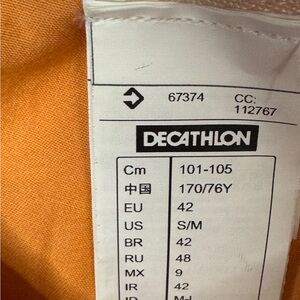 67374 CC:
112767
DECATHLON
Cm 101-105
中国 170/76Y
EU 42
US S/M
BR 42
RU 48
MX 9
IR 42